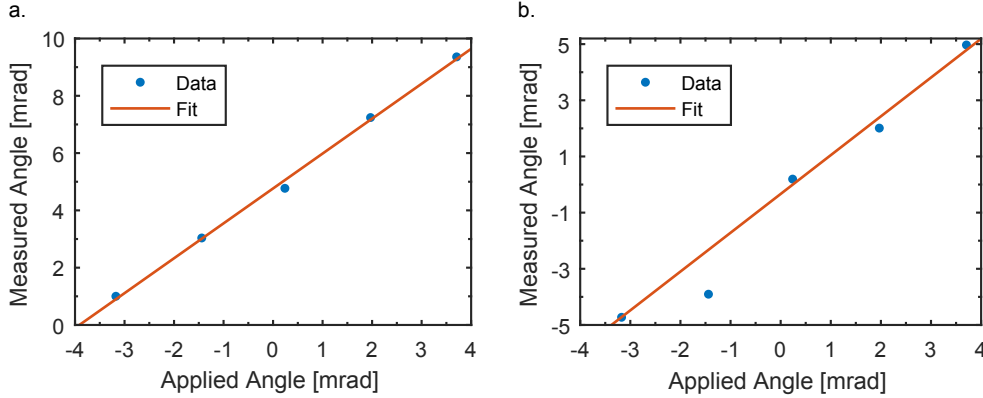 a.
Measured Angle [mrad]
10
8
6
4
2
0
Data
Fit
-4 -3 -2 -1 0 1 2 3 4
Applied Angle [mrad]
b.
Measured Angle [mrad]
5
3
1
-1
-3
-5
Data
Fit
-4 -3 -2 -1 0 1 2 3 4
Applied Angle [mrad]